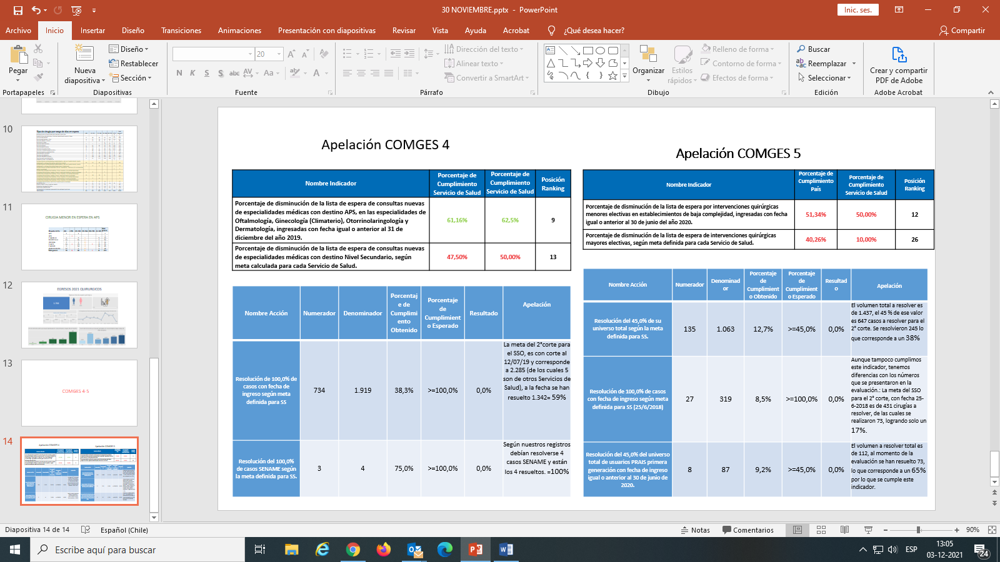 30 NOVIEMBRE.pptx - PowerPoint
Inic. ses.
Archivo
Inicio
Insertar
Diseño
Transiciones
Animaciones
Presentación con diapositivas
Revisar
Vista
Ayuda
Acrobat
¿Qué desea hacer?
Compartir
Pegar
Nueva
diapositiva
Diseño
Restablecer
Sección
20
N K S S abc AV Aa A
Dirección del texto
Alinear texto
Convertir a SmartArt
Organizar
Estilos
rápidos
Relleno de forma
Contorno de forma
Efectos de forma
Buscar
Reemplazar
Seleccionar
Crear y compartir
PDF de Adobe
Portapapeles
Diapositivas
Fuente
Párrafo
Dibujo
Edición
Adobe Acrobat
10
11
CIRUGIA MENOR EN ESPERA EN APS
12
EGRESOS 2021 QUIRURGICOS
13
COMGES 4-5
14
Apelación COMGES 4
Nombre Indicador
Porcentaje de
Cumplimiento
Servicio de Salud
Porcentaje de
Cumplimiento
Servicio de Salud
Posición
Ranking
Porcentaje de disminución de la lista de espera de consultas nuevas
de especialidades médicas con destino APS, en las especialidades de
Oftalmología, Ginecología (Climaterio), Otorrinolaringología y
Dermatología, ingresadas con fecha igual o anterior al 31 de
diciembre del año 2019.
61,16%
62,5%
9
Porcentaje de disminución de la lista de espera de consultas nuevas
de especialidades médicas con destino Nivel Secundario, según
meta calculada para cada Servicio de Salud.
47,50%
50,00%
13
Nombre Acción
Numerador
Denominador
Porcentaj
e de
Cumplimi
ento
Obtenido
Porcentaje
de
Cumplimient
o Esperado
Resultado
Apelación
Resolución de 100,0% de
casos con fecha de
ingreso según meta
definida para SS
734
1.919
38,3%
>=100,0%
0,0%
La meta del 2°corte para
el SSO, es con corte al
12/07/19 y corresponde
a 2.285 (de los cuales 5
son de otros Servicios de
Salud), a la fecha se han
resuelto 1.342= 59%
Resolución del 100,0%
de casos SENAME según
la meta definida para SS.
3
4
75,0%
>=100,0%
0,0%
Según nuestros registros
debían resolverse 4
casos SENAME y están
los 4 resueltos. =100%
Apelación COMGES 5
Nombre Indicador
Porcentaje de
Cumplimiento
País
Porcentaje de
Cumplimiento
Servicio de Salud
Posición
Ranking
Porcentaje de disminución de la lista de espera por intervenciones quirúrgicas
menores electivas en establecimientos de baja complejidad, ingresadas con fecha
igual o anterior al 30 de junio del año 2020.
51,34%
50,00%
12
Porcentaje de disminución de la lista de espera de intervenciones quirúrgicas
mayores electivas, según meta definida para cada Servicio de Salud.
40,26%
10,00%
26
Nombre Acción
Numerador
Denominad
or
Porcentaje
de
Cumplimient
o Obtenido
Porcentaje
de
Cumplimient
o Esperado
Resultad
o
Apelación
Resolución del 45,0% de su
universo total según la meta
definida para SS.
135
1.063
12,7%
>=45,0%
0,0%
El volumen total a resolver es
de 1.437, el 45 % de ese valor
es 647 casos a resolver para el
2° corte. Se resolvieron 245 lo
que corresponde a un 38%
Resolución de 100,0% de casos
con fecha de ingreso según meta
definida para SS (25/6/2018)
27
319
8,5%
>=100,0%
0,0%
Aunque tampoco cumplimos
este indicador, tenemos
diferencias con los números
que se presentaron en la
evaluación.: La meta del SSO
para el 2° corte, con fecha 25-
6-2018 es de 431 cirugías a
resolver, de las cuales se
realizaron 73, logrando solo un
17%.
Resolución del 45,0% del universo
total de usuarios PRAIS primera
generación con fecha de ingreso
igual o anterior al 30 de junio de
2020.
8
87
9,2%
>=45,0%
0,0%
El volumen a resolver total es
de 112, al momento de la
evaluación se han resuelto 73,
lo que corresponde a un 65%
por lo que se cumple este
indicador.
Diapositiva 14 de 14
Español (Chile)
Notas
Comentarios
90%
Escribe aquí para buscar
ESP
13:05
03-12-2021
24